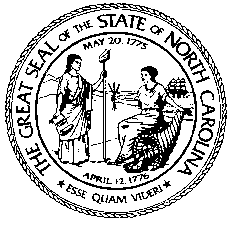 THE GREAT SEAL OF THE STATE OF NORTH CAROLINA
MAY 20, 1775
APRIL 12, 1776
★ ESSE QUAM VIDERI ★